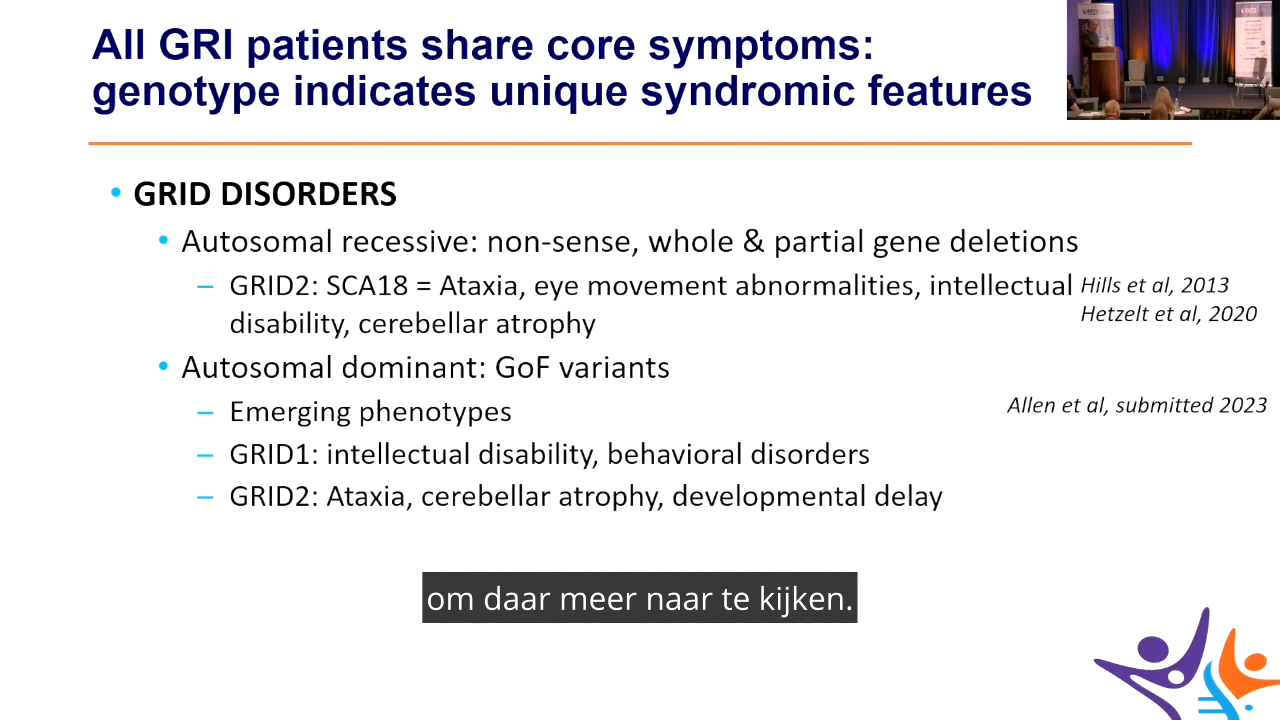 All GRI patients share core symptoms:
genotype indicates unique syndromic features
• GRID DISORDERS
• Autosomal recessive: non-sense, whole & partial gene deletions
– GRID2: SCA18 = Ataxia, eye movement abnormalities, intellectual
disability, cerebellar atrophy
Hills et al, 2013
Hetzelt et al, 2020
• Autosomal dominant: GoF variants
– Emerging phenotypes
Allen et al, submitted 2023
– GRID1: intellectual disability, behavioral disorders
– GRID2: Ataxia, cerebellar atrophy, developmental delay
om daar meer naar te kijken.